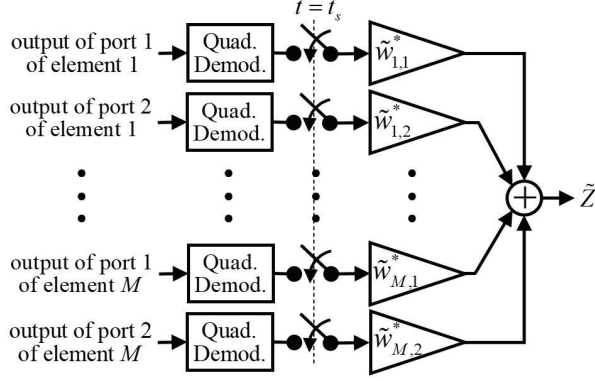 t = t_s
output of port 1
of element 1
Quad.
Demod.
w̃*_{1,1}
output of port 2
of element 1
Quad.
Demod.
w̃*_{1,2}
+
Z̃
output of port 1
of element M
Quad.
Demod.
w̃*_{M,1}
output of port 2
of element M
Quad.
Demod.
w̃*_{M,2}